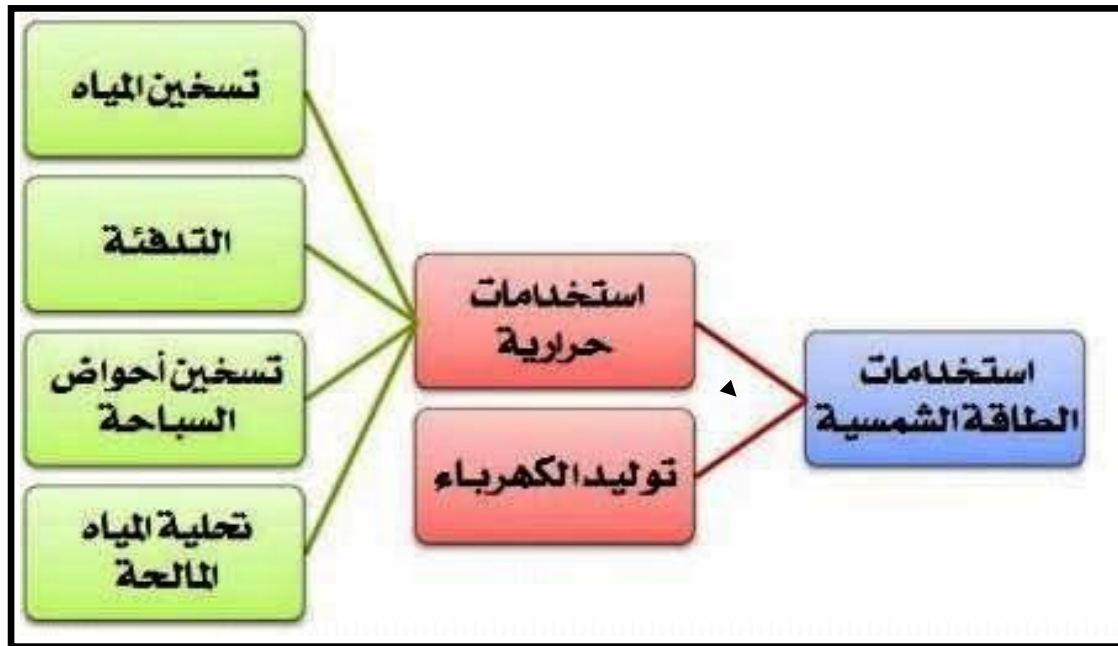 استخدامات
الطاقة الشمسية
استخدامات
حرارية
توليد الكهرباء
تسخين المياه
التدفئة
تسخين أحواض
السباحة
تحلية المياه
المالحة